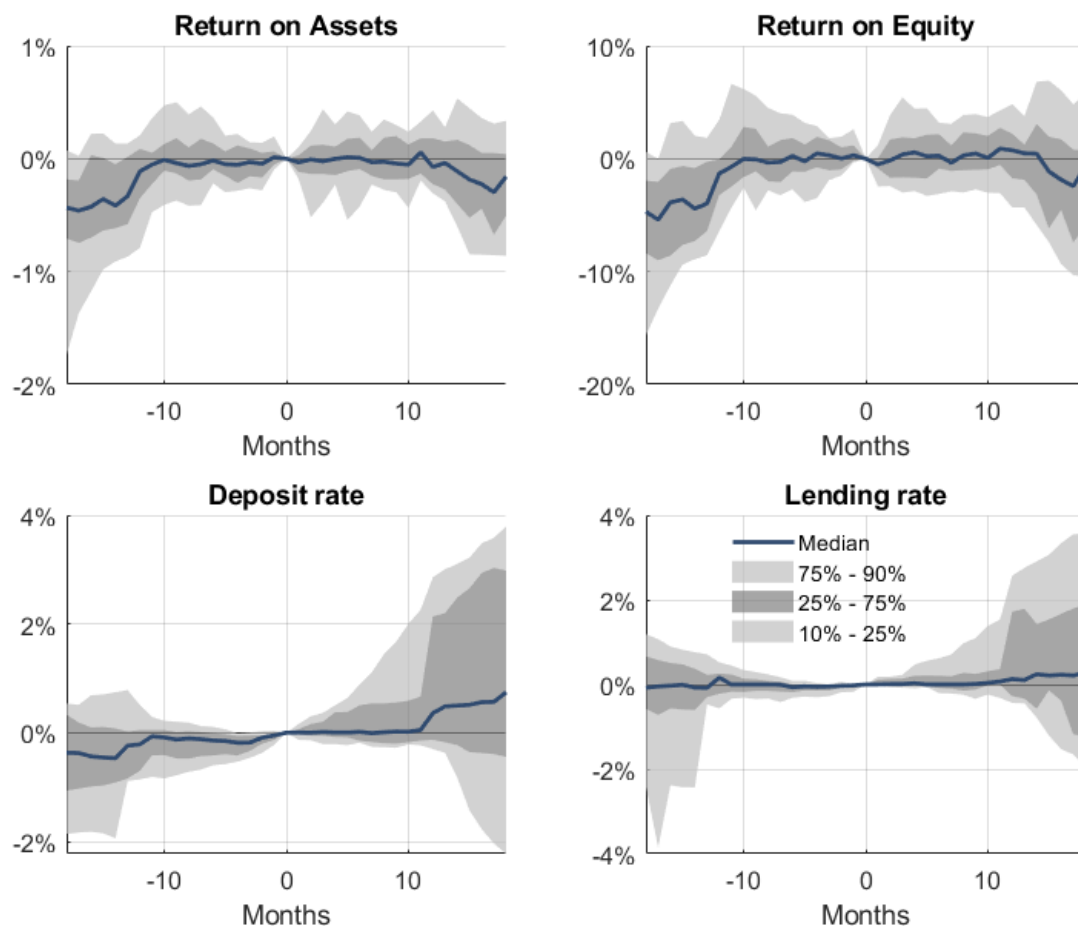 Return on Assets
1%
0%
-1%
-2%
-10 0 10
Months
Return on Equity
10%
0%
-10%
-20%
-10 0 10
Months
Deposit rate
4%
2%
0%
-2%
-10 0 10
Months
Lending rate
4%
2%
0%
-2%
-4%
Median
75% - 90%
25% - 75%
10% - 25%
-10 0 10
Months